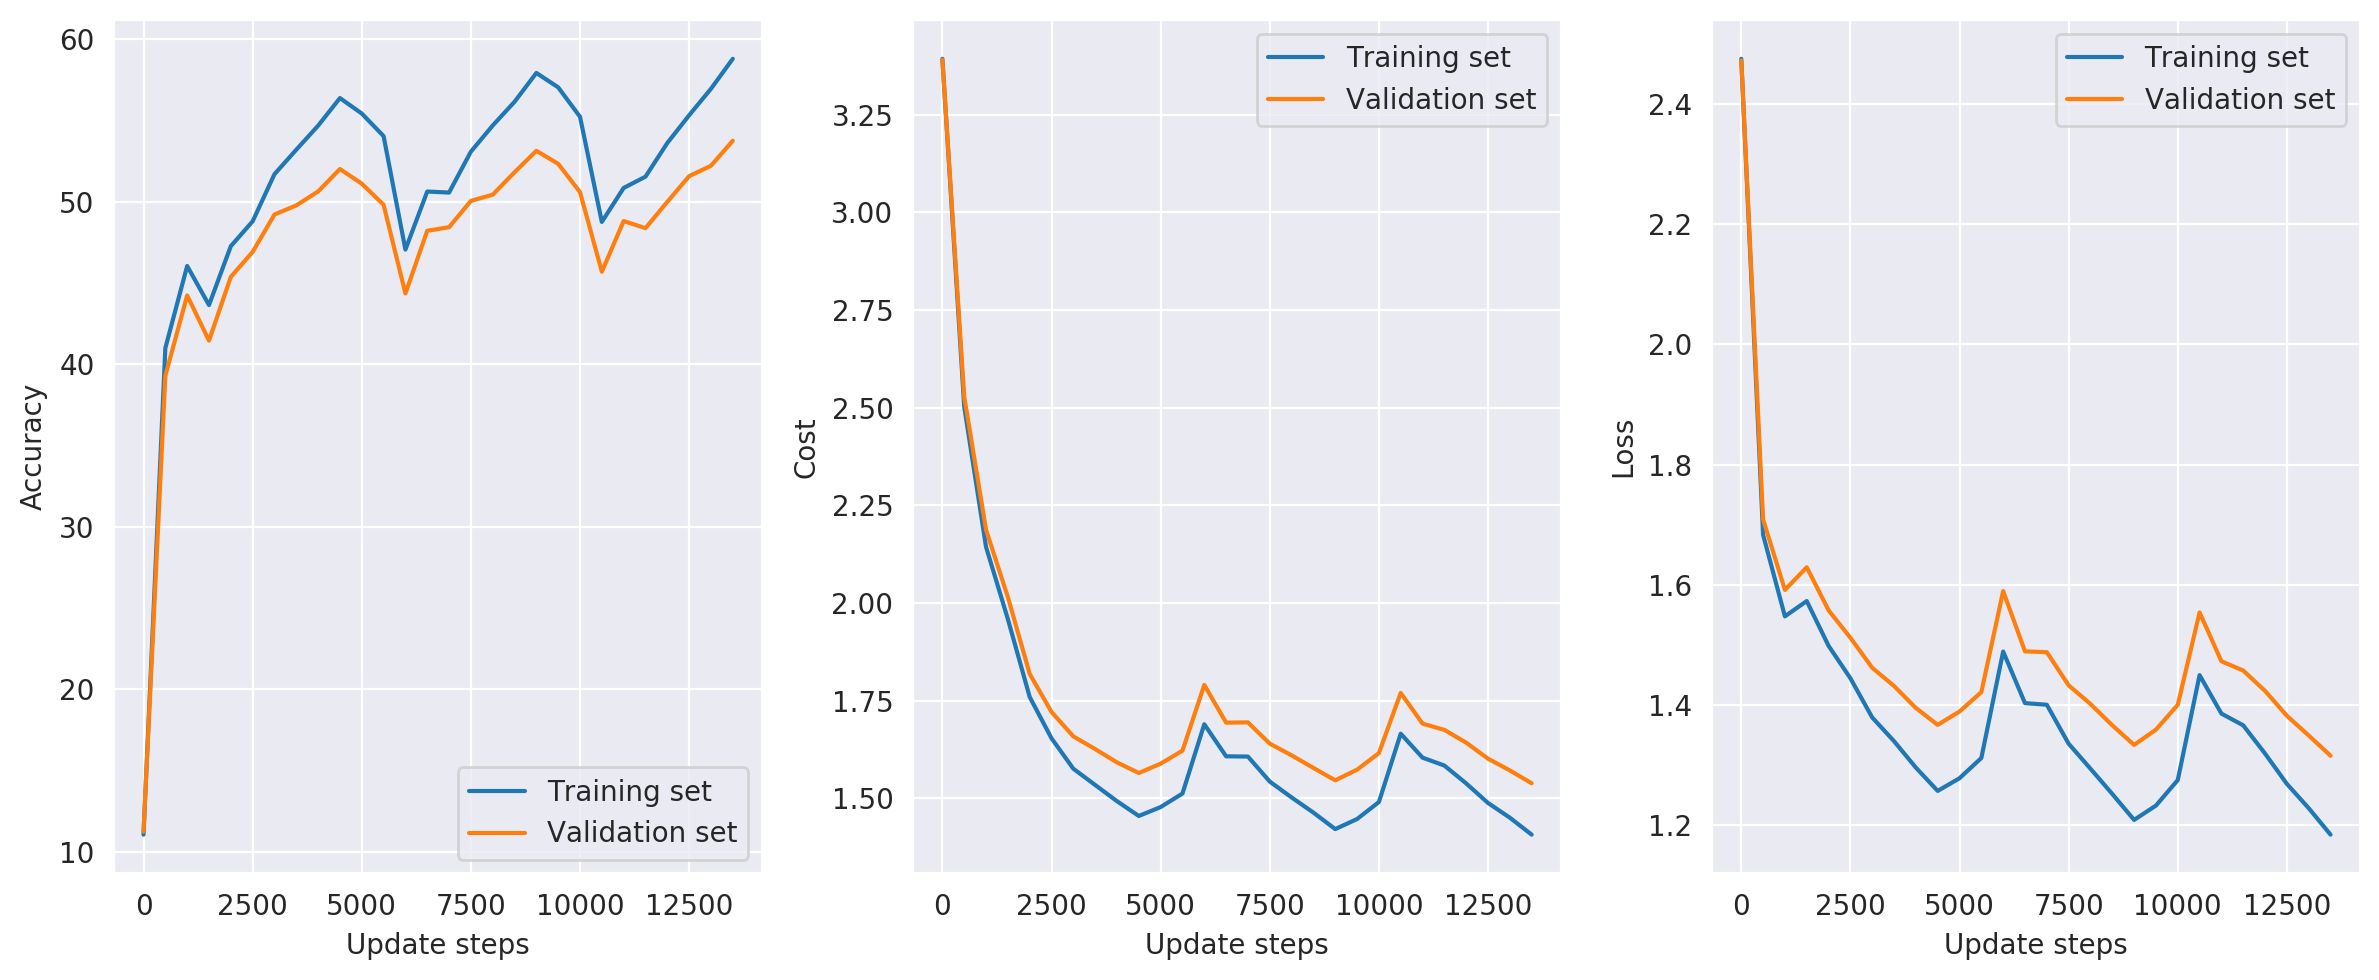 60
50
40
30
20
10
Accuracy
Training set
Validation set
0 2500 5000 7500 10000 12500
Update steps
3.25
3.00
2.75
2.50
2.25
2.00
1.75
1.50
Cost
Training set
Validation set
0 2500 5000 7500 10000 12500
Update steps
2.4
2.2
2.0
1.8
1.6
1.4
1.2
Loss
Training set
Validation set
0 2500 5000 7500 10000 12500
Update steps